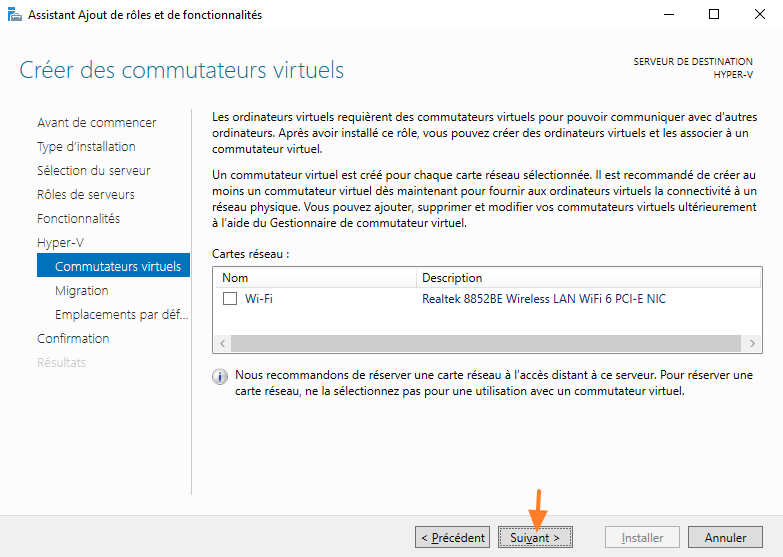 Assistant Ajout de rôles et de fonctionnalités
Créer des commutateurs virtuels
SERVEUR DE DESTINATION
HYPER-V
Avant de commencer
Type d'installation
Sélection du serveur
Rôles de serveurs
Fonctionnalités
Hyper-V
Commutateurs virtuels
Migration
Emplacements par déf...
Confirmation
Résultats
Les ordinateurs virtuels requièrent des commutateurs virtuels pour pouvoir communiquer avec d'autres
ordinateurs. Après avoir installé ce rôle, vous pouvez créer des ordinateurs virtuels et les associer à un
commutateur virtuel.
Un commutateur virtuel est créé pour chaque carte réseau sélectionnée. Il est recommandé de créer au
moins un commutateur virtuel dès maintenant pour fournir aux ordinateurs virtuels la connectivité à un
réseau physique. Vous pouvez ajouter, supprimer et modifier vos commutateurs virtuels ultérieurement
à l'aide du Gestionnaire de commutateur virtuel.
Cartes réseau :
Nom Description
Wi-Fi Realtek 8852BE Wireless LAN WiFi 6 PCI-E NIC
Nous recommandons de réserver une carte réseau à l'accès distant à ce serveur. Pour réserver une
carte réseau, ne la sélectionnez pas pour une utilisation avec un commutateur virtuel.
< Précédent Suivant > Installer Annuler